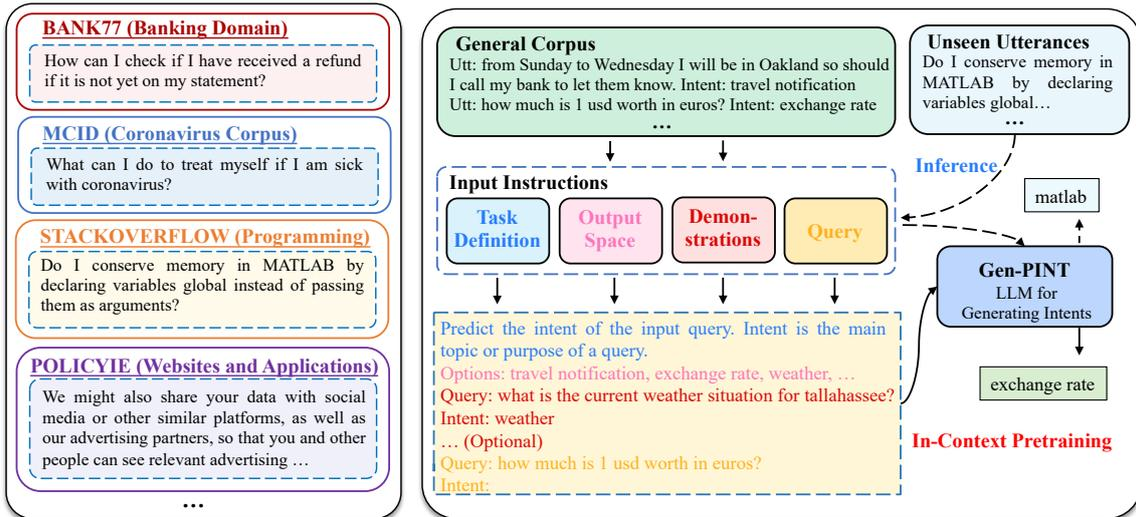 BANK77 (Banking Domain)
How can I check if I have received a refund
if it is not yet on my statement?
MCID (Coronavirus Corpus)
What can I do to treat myself if I am sick
with coronavirus?
STACKOVERFLOW (Programming)
Do I conserve memory in MATLAB by
declaring variables global instead of passing
them as arguments?
POLICYIE (Websites and Applications)
We might also share your data with social
media or other similar platforms, as well as
our advertising partners, so that you and other
people can see relevant advertising …
…
General Corpus
Utt: from Sunday to Wednesday I will be in Oakland so should
I call my bank to let them know. Intent: travel notification
Utt: how much is 1 usd worth in euros? Intent: exchange rate
…
Unseen Utterances
Do I conserve memory in
MATLAB by declaring
variables global…
…
Inference
Input Instructions
Task
Definition
Output
Space
Demon-
strations
Query
matlab
Gen-PINT
LLM for
Generating Intents
exchange rate
In-Context Pretraining
Predict the intent of the input query. Intent is the main
topic or purpose of a query.
Options: travel notification, exchange rate, weather, …
Query: what is the current weather situation for tallahassee?
Intent: weather
… (Optional)
Query: how much is 1 usd worth in euros?
Intent: